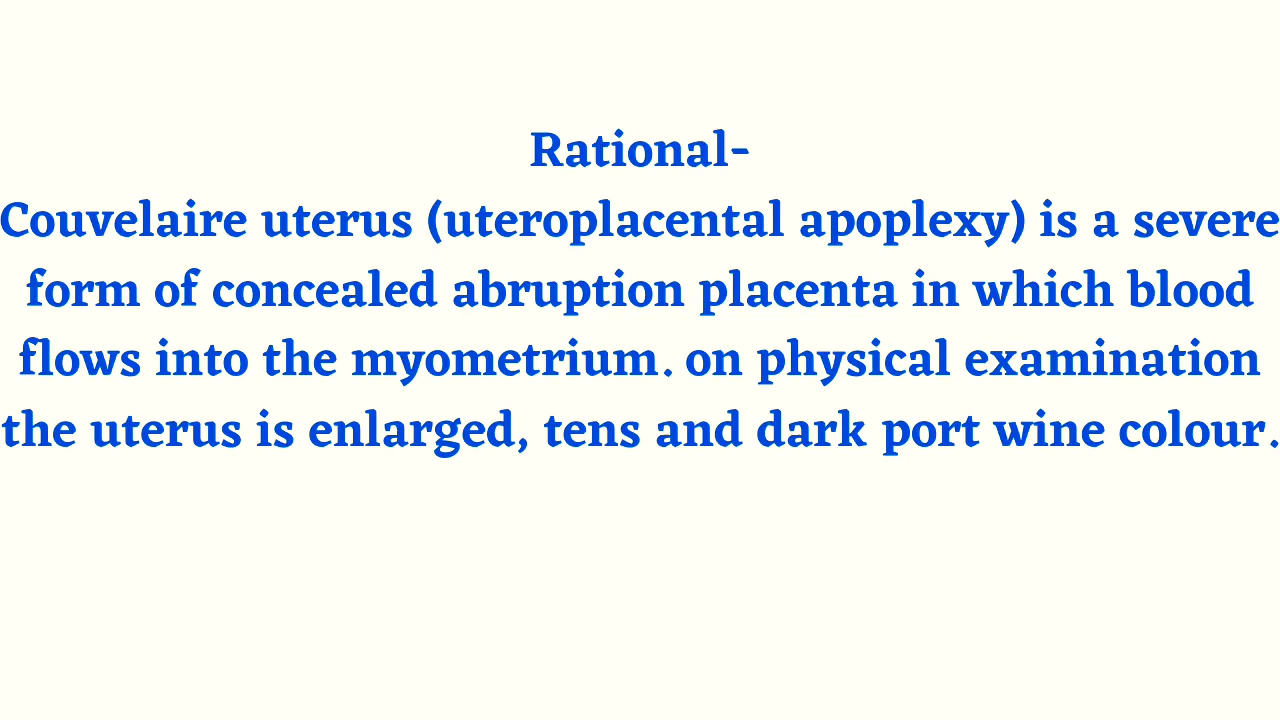 Rational-
Couvelaire uterus (uteroplacental apoplexy) is a severe
form of concealed abruption placenta in which blood
flows into the myometrium. on physical examination
the uterus is enlarged, tens and dark port wine colour.